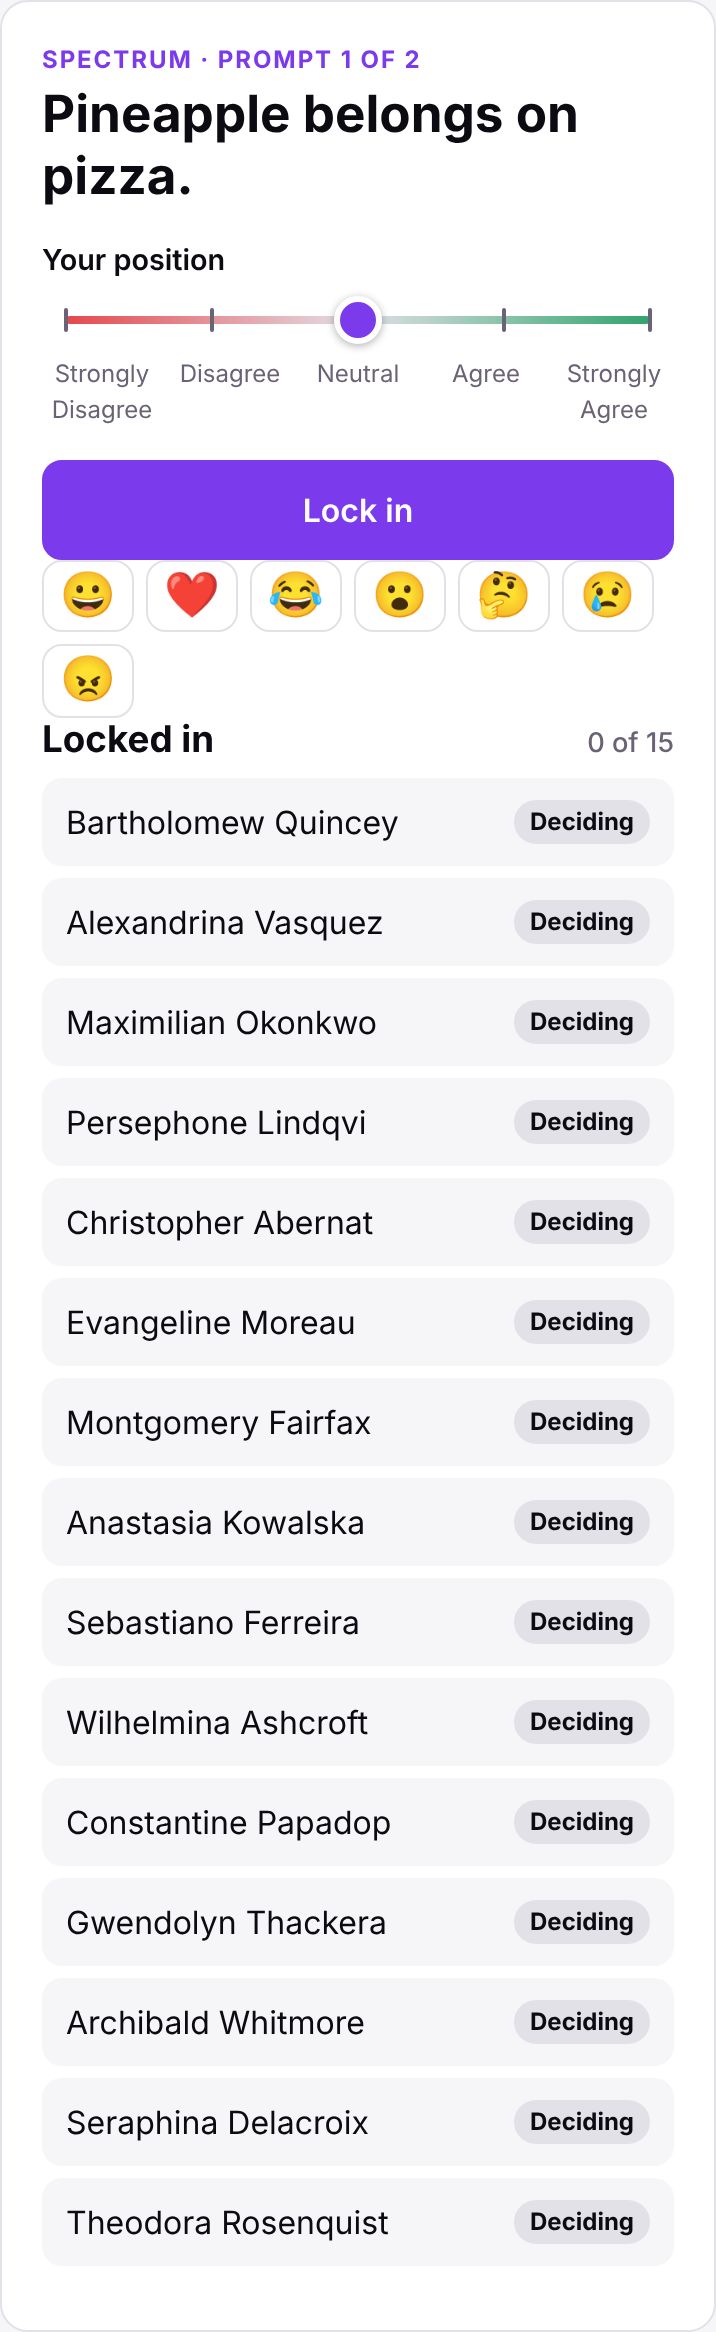 SPECTRUM · PROMPT 1 OF 2
Pineapple belongs on
pizza.
Your position
Strongly Disagree
Disagree
Neutral
Agree
Strongly Agree
Lock in
Locked in
0 of 15
Bartholomew Quincey
Deciding
Alexandrina Vasquez
Deciding
Maximilian Okonkwo
Deciding
Persephone Lindqvi
Deciding
Christopher Abernat
Deciding
Evangeline Moreau
Deciding
Montgomery Fairfax
Deciding
Anastasia Kowalska
Deciding
Sebastiano Ferreira
Deciding
Wilhelmina Ashcroft
Deciding
Constantine Papadop
Deciding
Gwendolyn Thackera
Deciding
Archibald Whitmore
Deciding
Seraphina Delacroix
Deciding
Theodora Rosenquist
Deciding